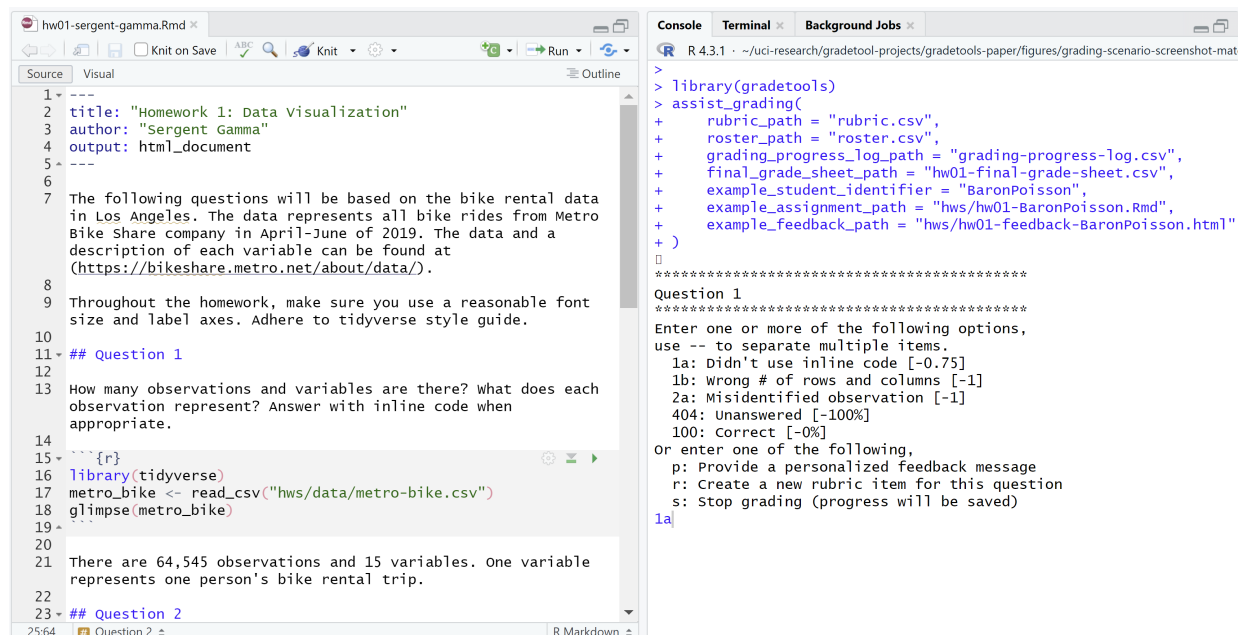 hw01-sergent-gamma.Rmd
Knit on Save
ABC
Knit
Run
Source
Visual
Outline
1 ---
2 title: "Homework 1: Data Visualization"
3 author: "Sergent Gamma"
4 output: html_document
5 ---
6
7 The following questions will be based on the bike rental data
in Los Angeles. The data represents all bike rides from Metro
Bike Share company in April-June of 2019. The data and a
description of each variable can be found at
(https://bikeshare.metro.net/about/data/).
8
9 Throughout the homework, make sure you use a reasonable font
size and label axes. Adhere to tidyverse style guide.
10
11 ## Question 1
12
13 How many observations and variables are there? What does each
observation represent? Answer with inline code when
appropriate.
14
15 ```{r}
16 library(tidyverse)
17 metro_bike <- read_csv("hws/data/metro-bike.csv")
18 glimpse(metro_bike)
19 ```
20
21 There are 64,545 observations and 15 variables. One variable
represents one person's bike rental trip.
22
23 ## Question 2
25:64 # Question 2 R Markdown
Console Terminal Background Jobs
R R 4.3.1 · ~/uci-research/gradetool-projects/gradetools-paper/figures/grading-scenario-screenshot-mat
>
> library(gradetools)
> assist_grading(
+ rubric_path = "rubric.csv",
+ roster_path = "roster.csv",
+ grading_progress_log_path = "grading-progress-log.csv",
+ final_grade_sheet_path = "hw01-final-grade-sheet.csv",
+ example_student_identifier = "BaronPoisson",
+ example_assignment_path = "hws/hw01-BaronPoisson.Rmd",
+ example_feedback_path = "hws/hw01-feedback-BaronPoisson.html"
+ )
*******************************************
Question 1
*******************************************
Enter one or more of the following options,
use -- to separate multiple items.
1a: Didn't use inline code [-0.75]
1b: Wrong # of rows and columns [-1]
2a: Misidentified observation [-1]
404: Unanswered [-100%]
100: Correct [-0%]
Or enter one of the following,
p: Provide a personalized feedback message
r: Create a new rubric item for this question
s: Stop grading (progress will be saved)
1a